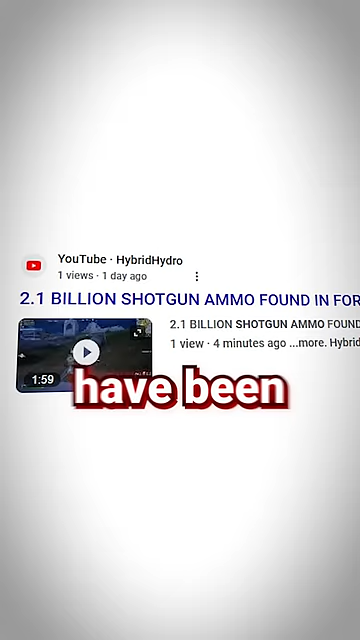 YouTube · HybridHydro
1 views · 1 day ago
2.1 BILLION SHOTGUN AMMO FOUND IN FOR
2.1 BILLION SHOTGUN AMMO FOUND
1 view · 4 minutes ago ...more. Hybrid
1:59
have been